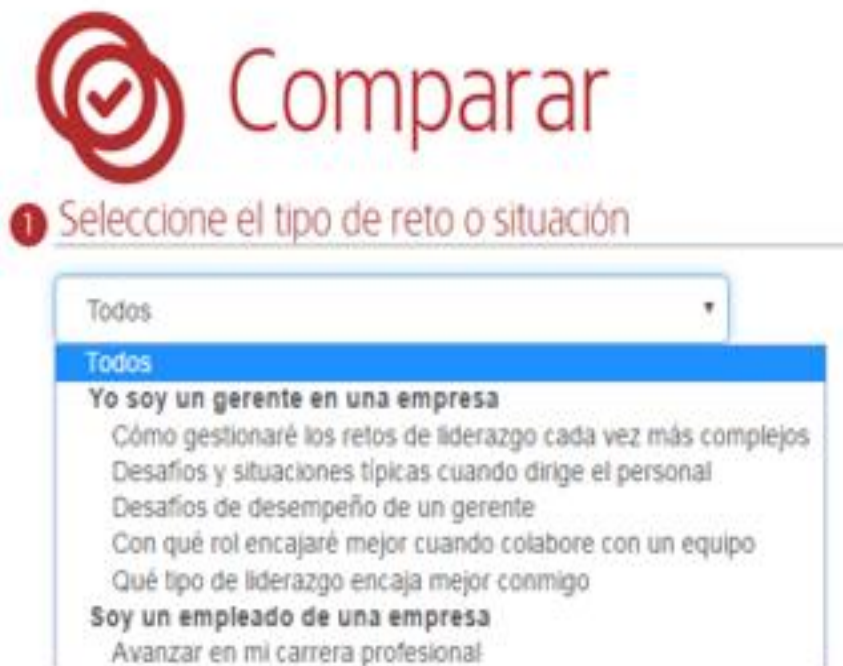 Comparar
1 Seleccione el tipo de reto o situación
Todos
Todos
Yo soy un gerente en una empresa
Cómo gestionaré los retos de liderazgo cada vez más complejos
Desafíos y situaciones típicas cuando dirige el personal
Desafíos de desempeño de un gerente
Con qué rol encajaré mejor cuando colabore con un equipo
Qué tipo de liderazgo encaja mejor conmigo
Soy un empleado de una empresa
Avanzar en mi carrera profesional